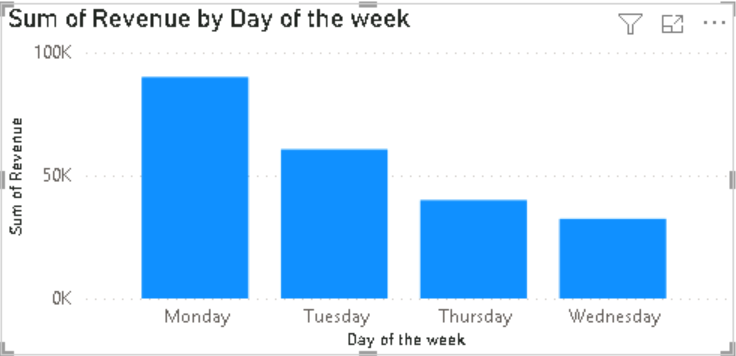 Sum of Revenue by Day of the week
100K
50K
0K
Sum of Revenue
Monday Tuesday Thursday Wednesday
Day of the week